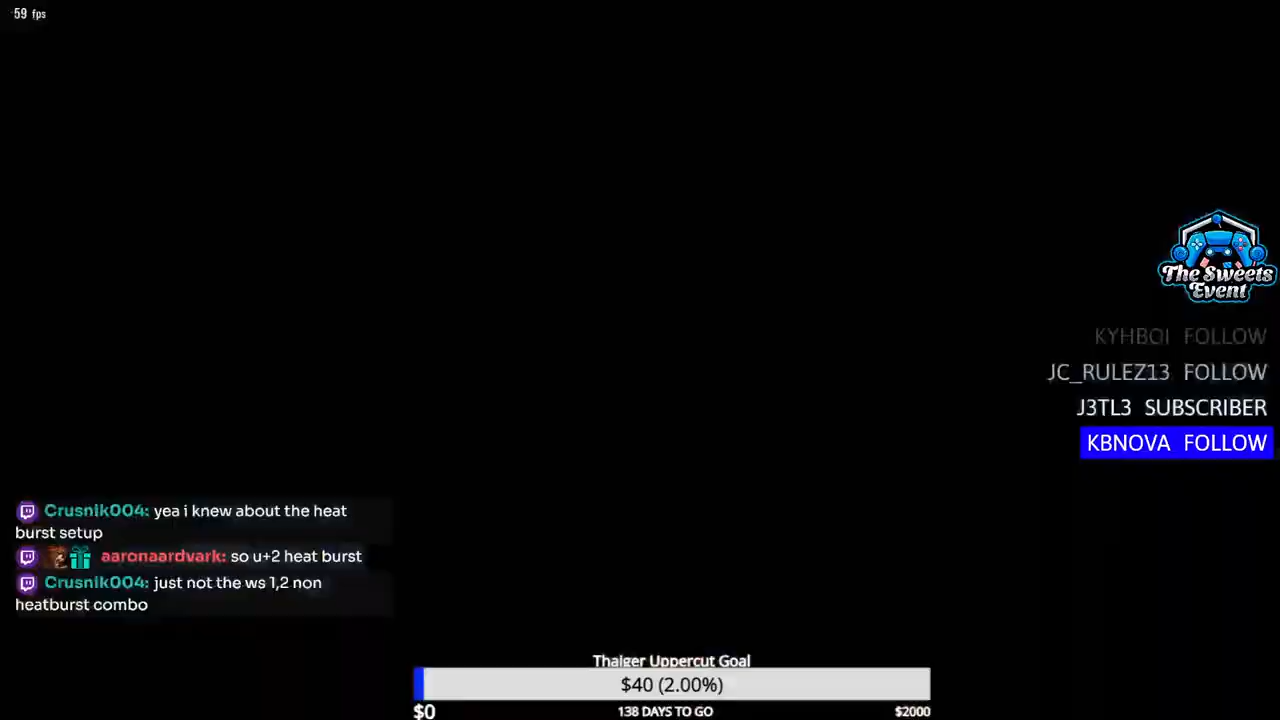 59 fps
The Sweets
Event
KYHBOI FOLLOW
JC_RULEZ13 FOLLOW
J3TL3 SUBSCRIBER
KBNOVA FOLLOW
Crusnik004: yea i knew about the heat
burst setup
aaronaardvark: so u+2 heat burst
Crusnik004: just not the ws 1,2 non
heatburst combo
Thaiger Uppercut Goal
$40 (2.00%)
$0 138 DAYS TO GO $2000